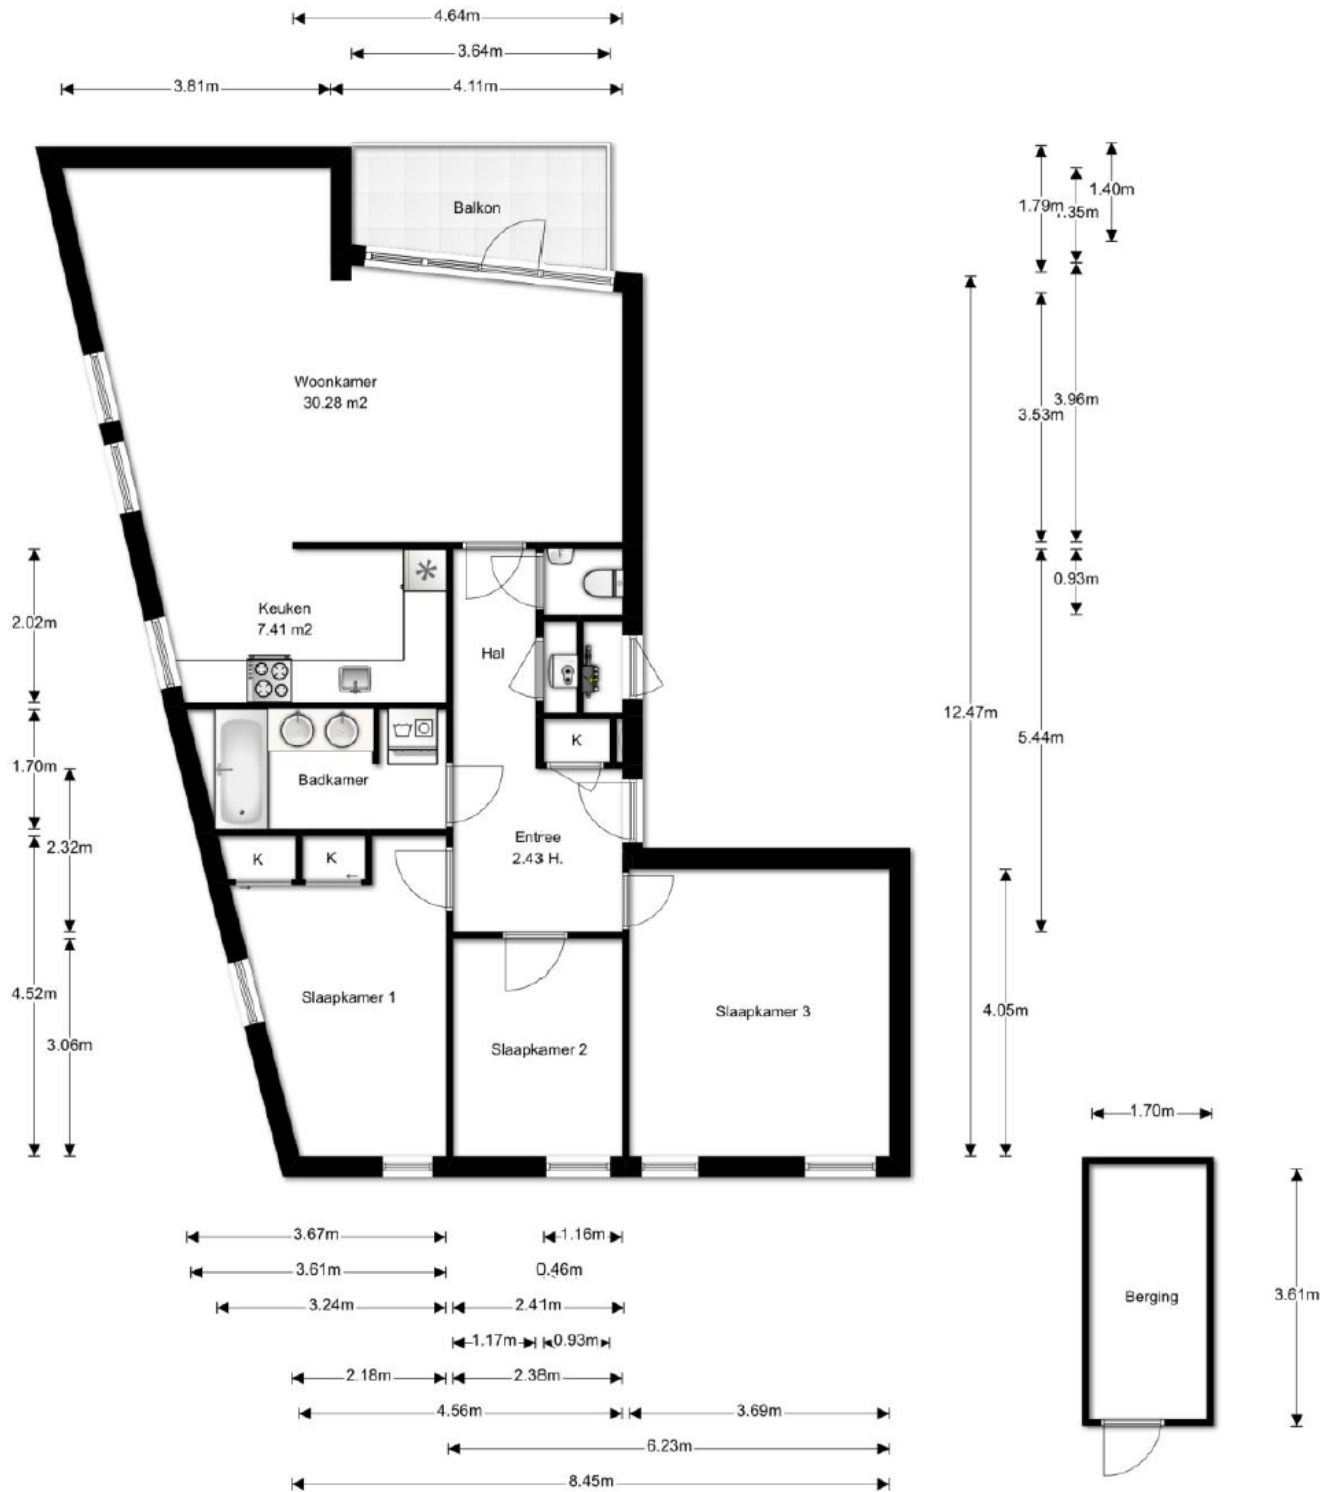 4.64m
3.64m
3.81m
4.11m
1.40m
1.79m
1.35m
Balkon
Woonkamer
30.28 m2
3.96m
3.53m
0.93m
2.02m
Keuken
7.41 m2
Hal
12.47m
5.44m
K
1.70m
Badkamer
2.32m
Entree
2.43 H.
K
K
4.52m
Slaapkamer 1
Slaapkamer 3
4.05m
3.06m
Slaapkamer 2
1.70m
3.67m
1.16m
3.61m
0.46m
Berging
3.61m
3.24m
2.41m
1.17m
0.93m
2.18m
2.38m
4.56m
3.69m
6.23m
8.45m